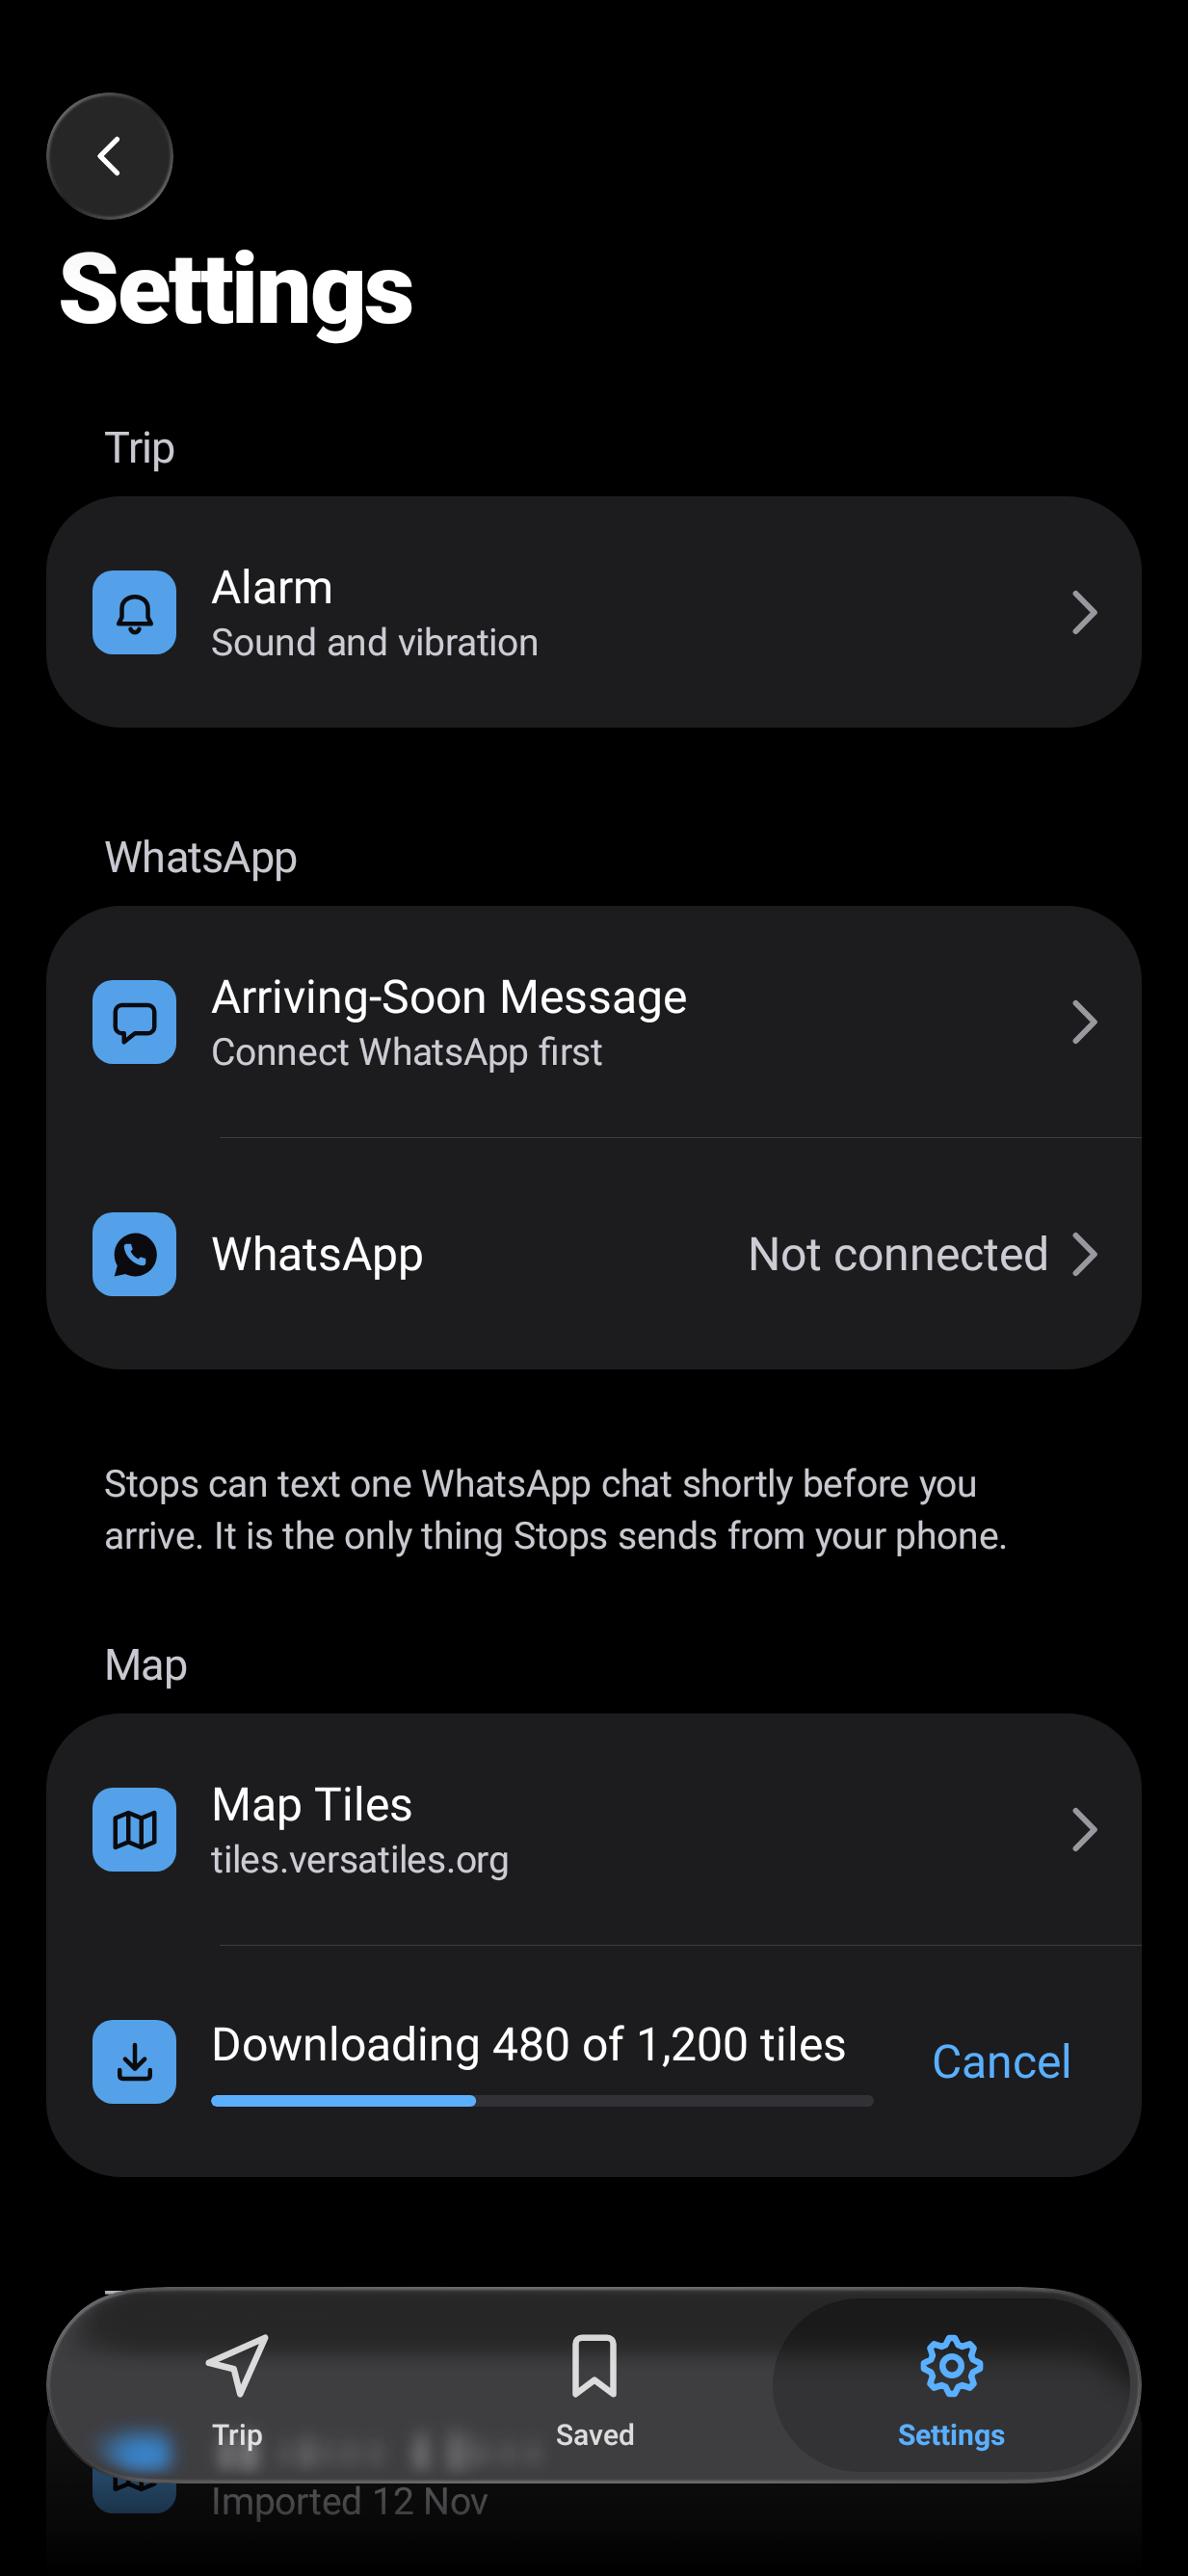 Settings
Trip
Alarm
Sound and vibration
WhatsApp
Arriving-Soon Message
Connect WhatsApp first
WhatsApp
Not connected
Stops can text one WhatsApp chat shortly before you
arrive. It is the only thing Stops sends from your phone.
Map
Map Tiles
tiles.versatiles.org
Downloading 480 of 1,200 tiles
Cancel
Trip
Saved
Settings
Imported 12 Nov